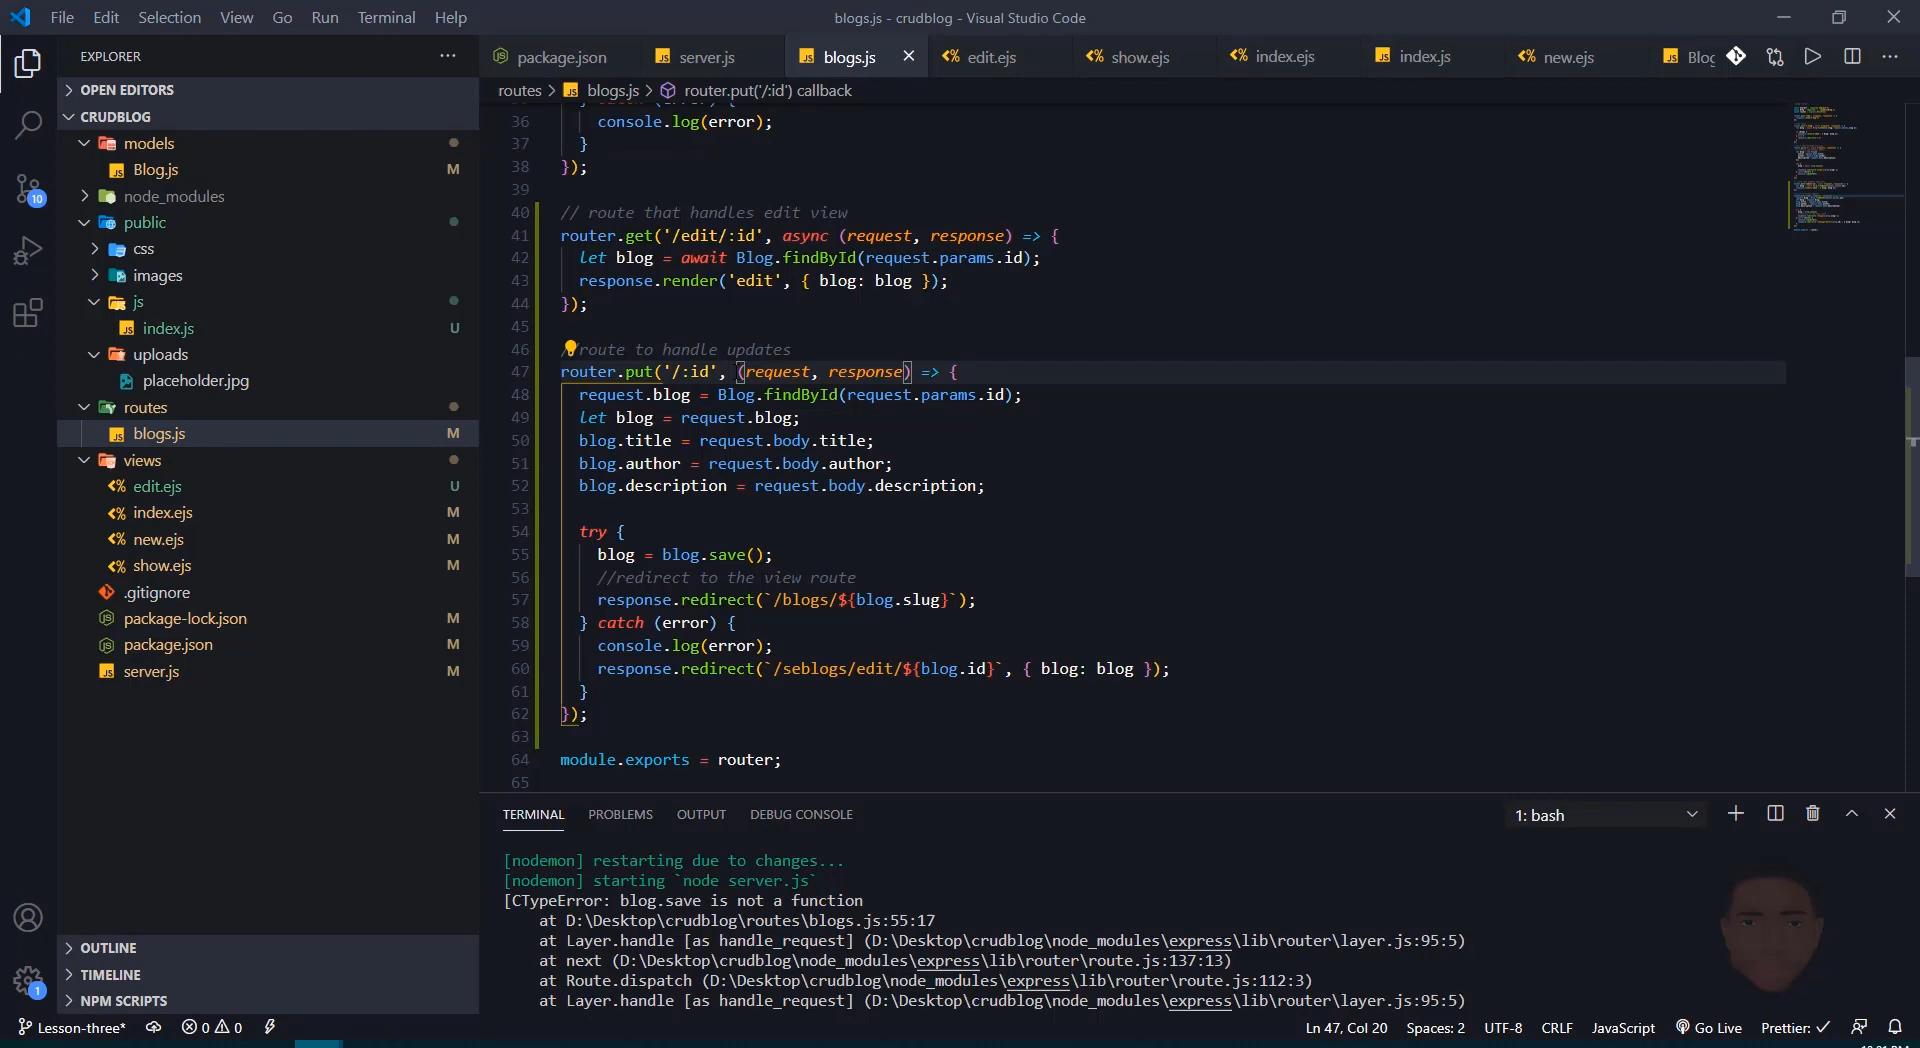 File Edit Selection View Go Run Terminal Help
blogs.js - crudblog - Visual Studio Code
EXPLORER
OPEN EDITORS
CRUDBLOG
models
Blog.js M
node_modules
public
css
images
js
index.js U
uploads
placeholder.jpg
routes
blogs.js M
views
edit.ejs U
index.ejs M
new.ejs M
show.ejs M
.gitignore
package-lock.json M
package.json M
server.js M
OUTLINE
TIMELINE
NPM SCRIPTS
10
1
package.json server.js blogs.js edit.ejs show.ejs index.ejs index.js new.ejs Blog
routes > blogs.js > router.put('/:id') callback
36 console.log(error);
37 }
38 });
39
40 // route that handles edit view
41 router.get('/edit/:id', async (request, response) => {
42 let blog = await Blog.findById(request.params.id);
43 response.render('edit', { blog: blog });
44 });
45
46 //route to handle updates
47 router.put('/:id', (request, response) => {
48 request.blog = Blog.findById(request.params.id);
49 let blog = request.blog;
50 blog.title = request.body.title;
51 blog.author = request.body.author;
52 blog.description = request.body.description;
53
54 try {
55 blog = blog.save();
56 //redirect to the view route
57 response.redirect(`/blogs/${blog.slug}`);
58 } catch (error) {
59 console.log(error);
60 response.redirect(`/seblogs/edit/${blog.id}`, { blog: blog });
61 }
62 });
63
64 module.exports = router;
65
TERMINAL PROBLEMS OUTPUT DEBUG CONSOLE 1: bash
[nodemon] restarting due to changes...
[nodemon] starting `node server.js`
[CTypeError: blog.save is not a function
at D:\Desktop\crudblog\routes\blogs.js:55:17
at Layer.handle [as handle_request] (D:\Desktop\crudblog\node_modules\express\lib\router\layer.js:95:5)
at next (D:\Desktop\crudblog\node_modules\express\lib\router\route.js:137:13)
at Route.dispatch (D:\Desktop\crudblog\node_modules\express\lib\router\route.js:112:3)
at Layer.handle [as handle_request] (D:\Desktop\crudblog\node_modules\express\lib\router\layer.js:95:5)
Lesson-three* 0 0 Ln 47, Col 20 Spaces: 2 UTF-8 CRLF JavaScript Go Live Prettier: ✓